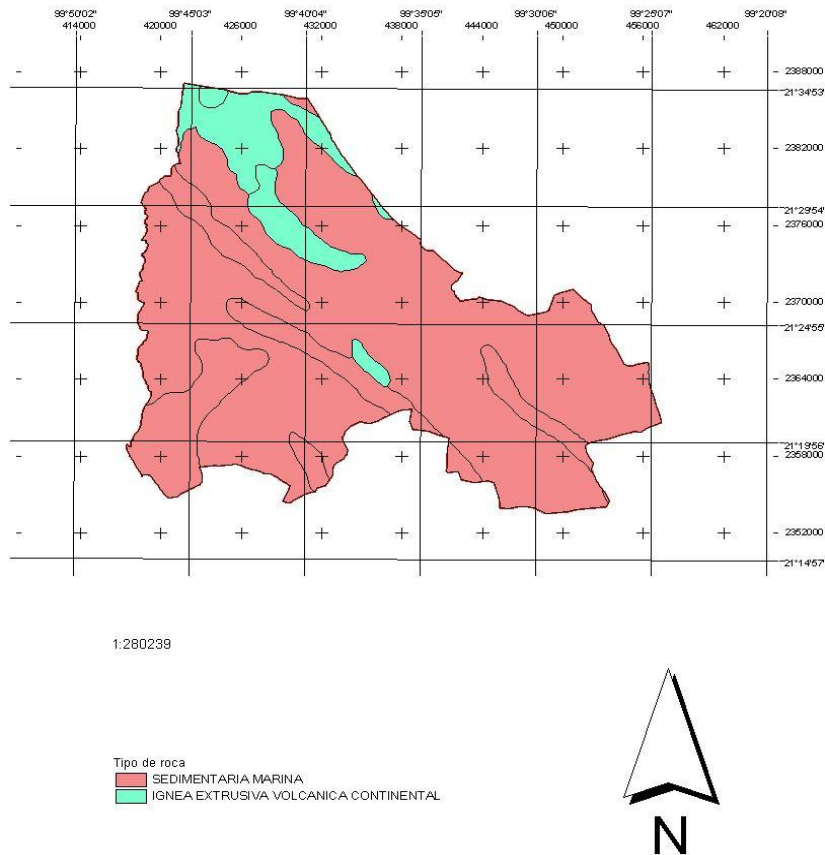 99°50'02" 99°45'03" 99°40'04" 99°35'05" 99°30'06" 99°25'07" 99°20'08"
414000 420000 426000 432000 438000 444000 450000 456000 462000
2388000
21°34'53"
2382000
21°29'54"
2376000
2370000
21°24'55"
2364000
21°19'56"
2358000
2352000
21°14'57"
1:280239
Tipo de roca
SEDIMENTARIA MARINA
IGNEA EXTRUSIVA VOLCANICA CONTINENTAL
N